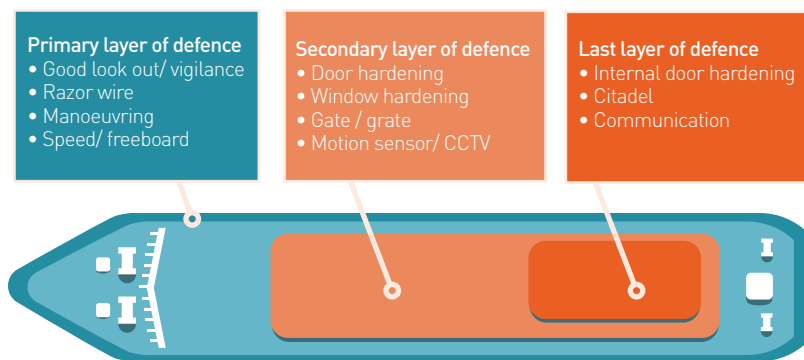 Primary layer of defence
• Good look out/ vigilance
• Razor wire
• Manoeuvring
• Speed/ freeboard
Secondary layer of defence
• Door hardening
• Window hardening
• Gate / grate
• Motion sensor/ CCTV
Last layer of defence
• Internal door hardening
• Citadel
• Communication